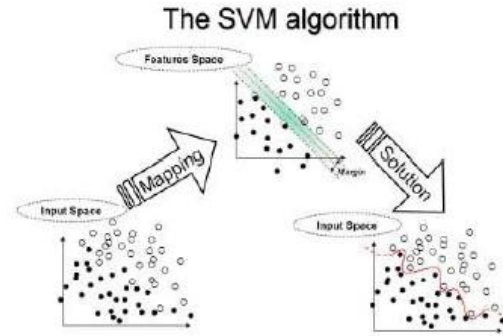 The SVM algorithm
Features Space
Margin
Mapping
Solution
Input Space
Input Space